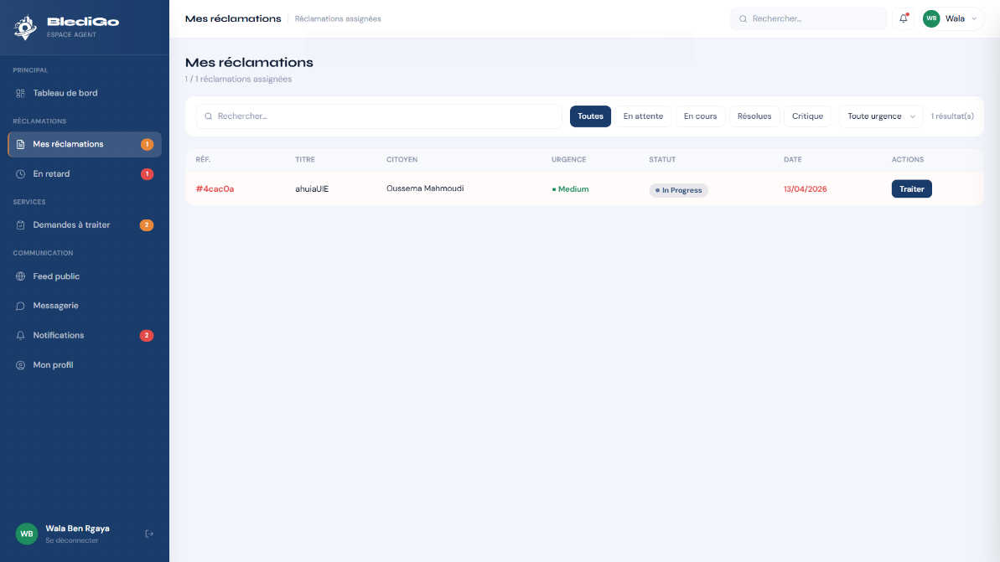 BlediGo
ESPACE AGENT
PRINCIPAL
Tableau de bord
RÉCLAMATIONS
Mes réclamations 1
En retard 1
SERVICES
Demandes à traiter 2
COMMUNICATION
Feed public
Messagerie
Notifications 2
Mon profil
WB Wala Ben Rgaya
Se déconnecter
Mes réclamations Réclamations assignées Rechercher... WB Wala
Mes réclamations
1 / 1 réclamations assignées
Rechercher... Toutes En attente En cours Résolues Critique Toute urgence 1 résultat(s)
RÉF. TITRE CITOYEN URGENCE STATUT DATE ACTIONS
#4cac0a ahuiaUIE Oussema Mahmoudi Medium In Progress 13/04/2026 Traiter